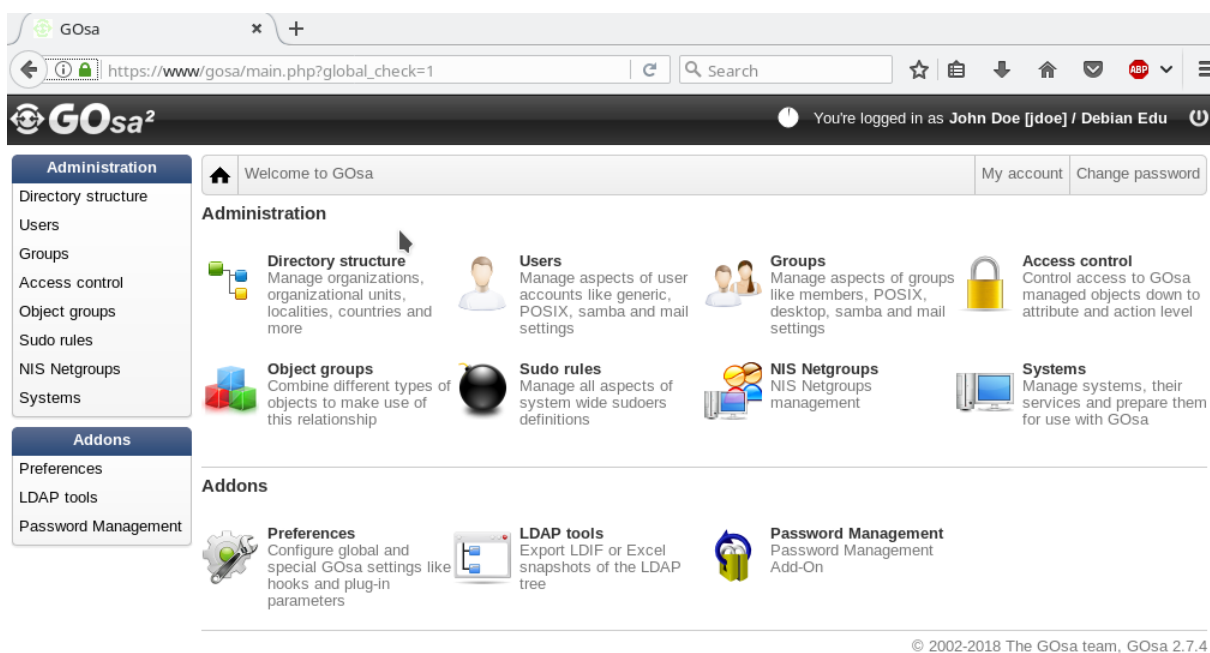 GOsa
https://www/gosa/main.php?global_check=1
Search
ABP
GOsa²
You're logged in as John Doe [jdoe] / Debian Edu
Administration
Directory structure
Users
Groups
Access control
Object groups
Sudo rules
NIS Netgroups
Systems
Addons
Preferences
LDAP tools
Password Management
Welcome to GOsa
My account
Change password
Administration
Directory structure
Manage organizations,
organizational units,
localities, countries and
more
Users
Manage aspects of user
accounts like generic,
POSIX, samba and mail
settings
Groups
Manage aspects of groups
like members, POSIX,
desktop, samba and mail
settings
Access control
Control access to GOsa
managed objects down to
attribute and action level
Object groups
Combine different types of
objects to make use of
this relationship
Sudo rules
Manage all aspects of
system wide sudoers
definitions
NIS Netgroups
NIS Netgroups
management
Systems
Manage systems, their
services and prepare them
for use with GOsa
Addons
Preferences
Configure global and
special GOsa settings like
hooks and plug-in
parameters
LDAP tools
Export LDIF or Excel
snapshots of the LDAP
tree
Password Management
Password Management
Add-On
© 2002-2018 The GOsa team, GOsa 2.7.4